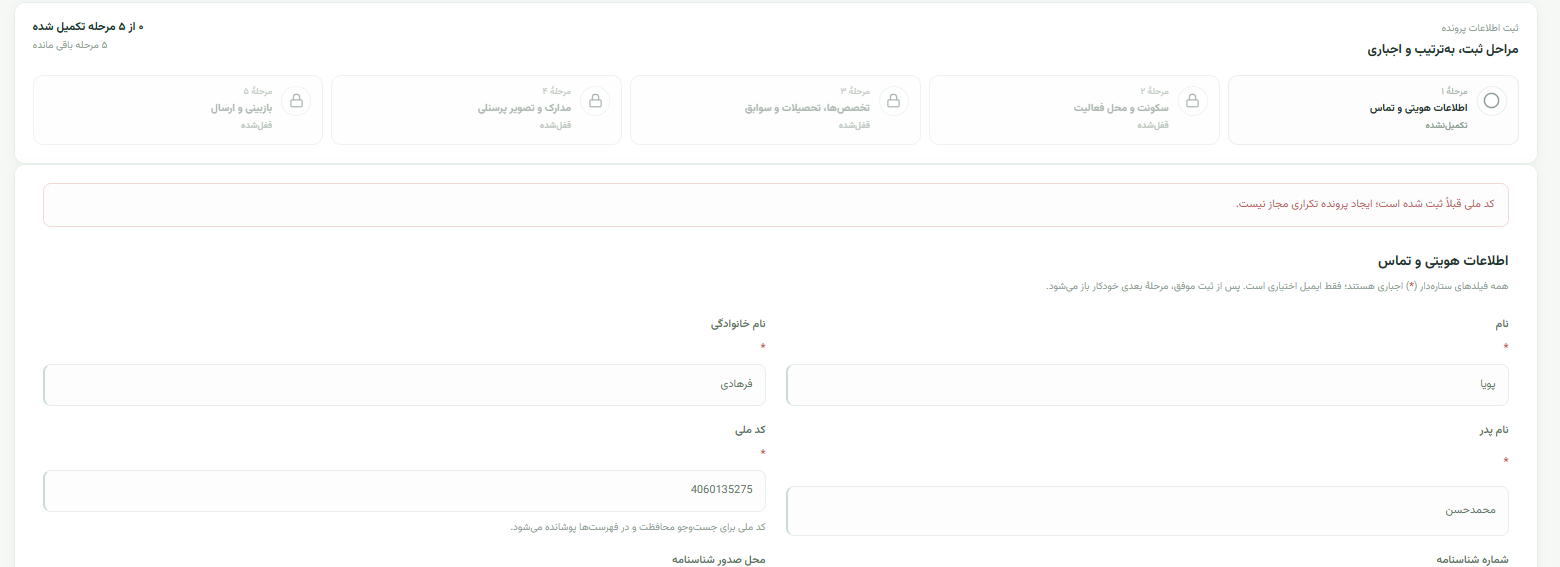 ثبت اطلاعات پرونده
مراحل ثبت، به‌ترتیب و اجباری
۰ از ۵ مرحله تکمیل شده
۵ مرحله باقی مانده
مرحلهٔ ۱
اطلاعات هویتی و تماس
تکمیل‌نشده
مرحلهٔ ۲
سکونت و محل فعالیت
قفل‌شده
مرحلهٔ ۳
تخصص‌ها، تحصیلات و سوابق
قفل‌شده
مرحلهٔ ۴
مدارک و تصویر پرسنلی
قفل‌شده
مرحلهٔ ۵
بازبینی و ارسال
قفل‌شده
کد ملی قبلاً ثبت شده است؛ ایجاد پرونده تکراری مجاز نیست.
اطلاعات هویتی و تماس
همه فیلدهای ستاره‌دار (*) اجباری هستند؛ فقط ایمیل اختیاری است. پس از ثبت موفق، مرحلهٔ بعدی خودکار باز می‌شود.
نام
*
پویا
نام خانوادگی
*
فرهادی
نام پدر
*
محمدحسن
کد ملی
*
4060135275
کد ملی برای جست‌وجو محافظت و در فهرست‌ها پوشانده می‌شود.
شماره شناسنامه
محل صدور شناسنامه